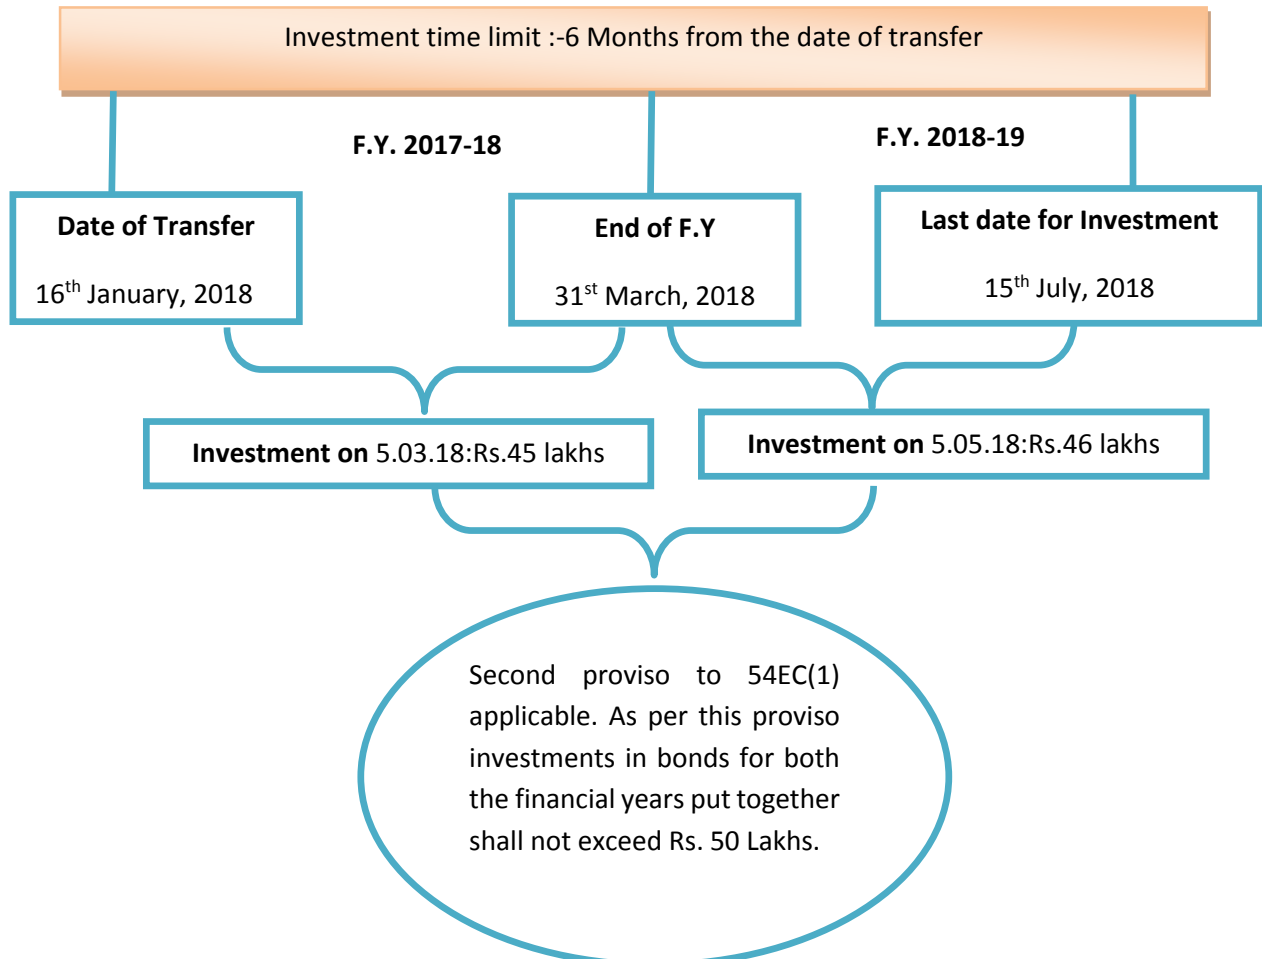 Investment time limit :-6 Months from the date of transfer
F.Y. 2017-18
F.Y. 2018-19
Date of Transfer
16th January, 2018
End of F.Y
31st March, 2018
Last date for Investment
15th July, 2018
Investment on 5.03.18:Rs.45 lakhs
Investment on 5.05.18:Rs.46 lakhs
Second proviso to 54EC(1)
applicable. As per this proviso
investments in bonds for both
the financial years put together
shall not exceed Rs. 50 Lakhs.